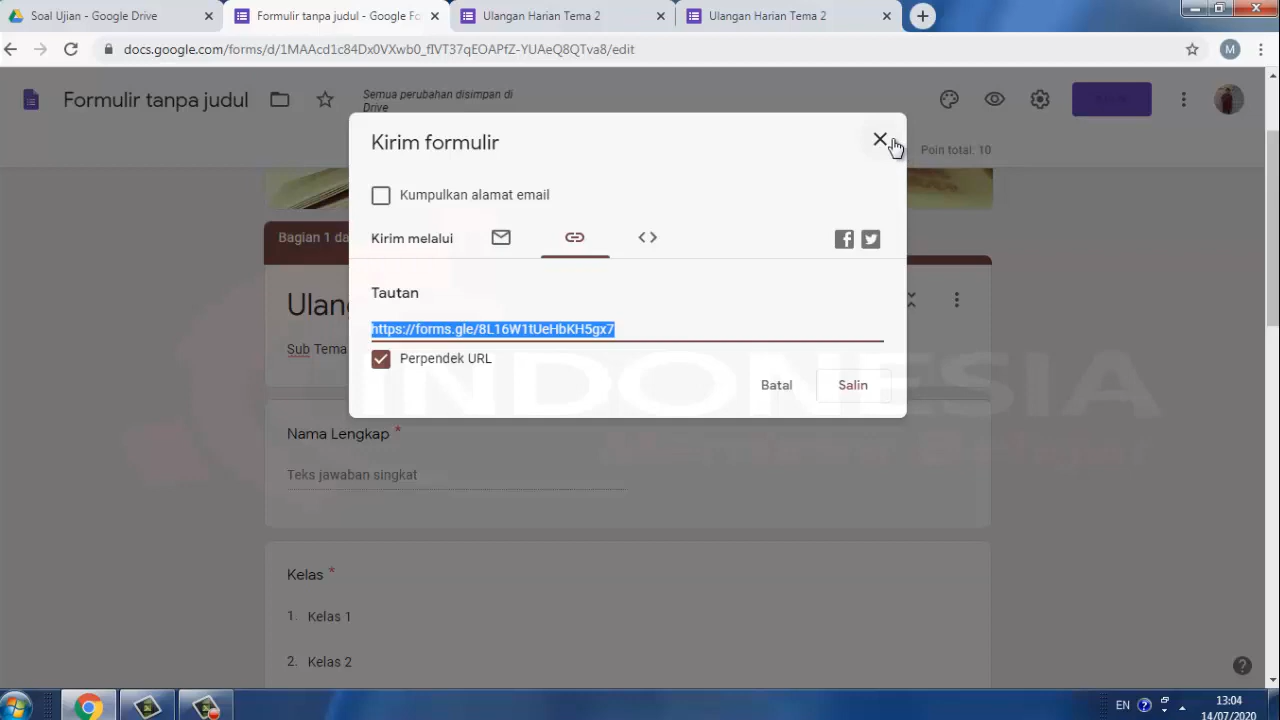 Soal Ujian - Google Drive
Formulir tanpa judul - Google Fo
Ulangan Harian Tema 2
Ulangan Harian Tema 2
docs.google.com/forms/d/1MAAcd1c84Dx0VXwb0_fIVT37qEOAPfZ-YUAeQ8QTva8/edit
M
Formulir tanpa judul
Semua perubahan disimpan di
Drive
Kirim formulir
Poin total: 10
Kumpulkan alamat email
Bagian 1 da
Kirim melalui
Tautan
Ulang
https://forms.gle/8L16W1tUeHbKH5gx7
Sub Tema
Perpendek URL
Batal
Salin
INDONESIA
Nama Lengkap *
Teks jawaban singkat
Kelas *
1. Kelas 1
2. Kelas 2
EN
13:04
14/07/2020